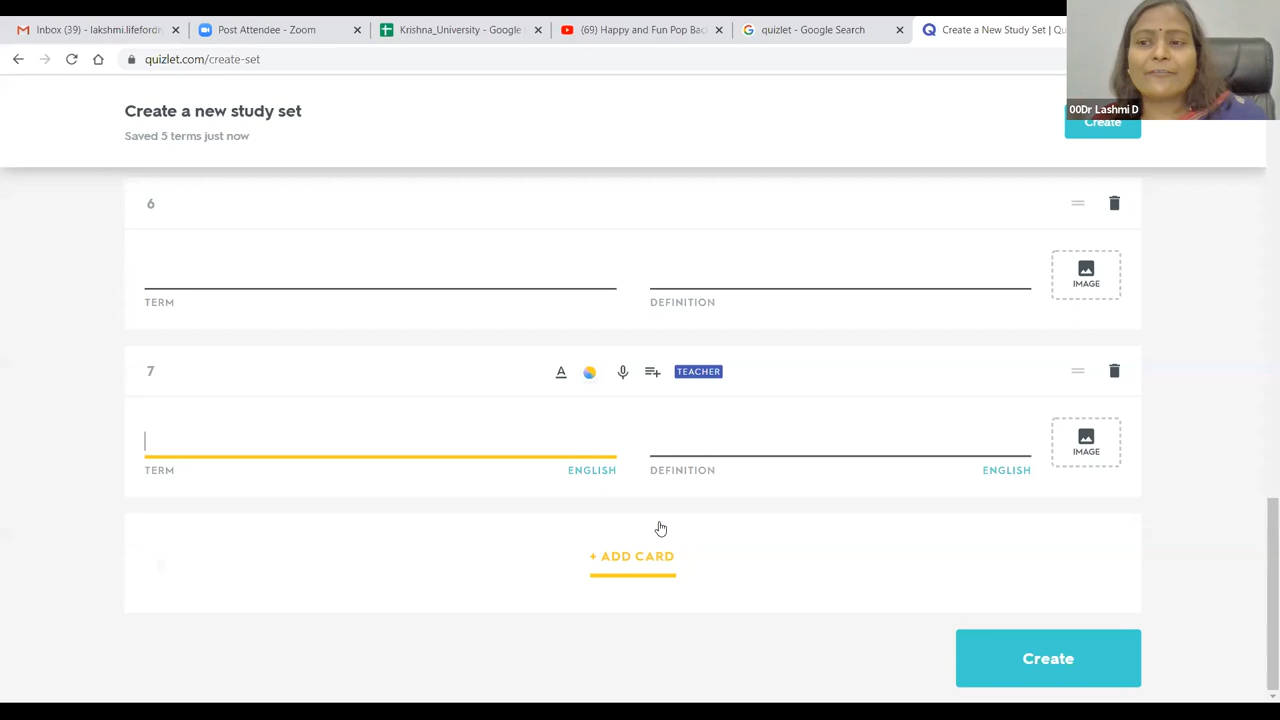 Inbox (39) - lakshmi.lifefordi
Post Attendee - Zoom
Krishna_University - Google
(69) Happy and Fun Pop Bac
quizlet - Google Search
Create a New Study Set | Qu
quizlet.com/create-set
00Dr Lashmi D
Create a new study set
Saved 5 terms just now
Create
6
TERM
DEFINITION
IMAGE
7
A
TEACHER
TERM
ENGLISH
DEFINITION
ENGLISH
IMAGE
+ ADD CARD
Create